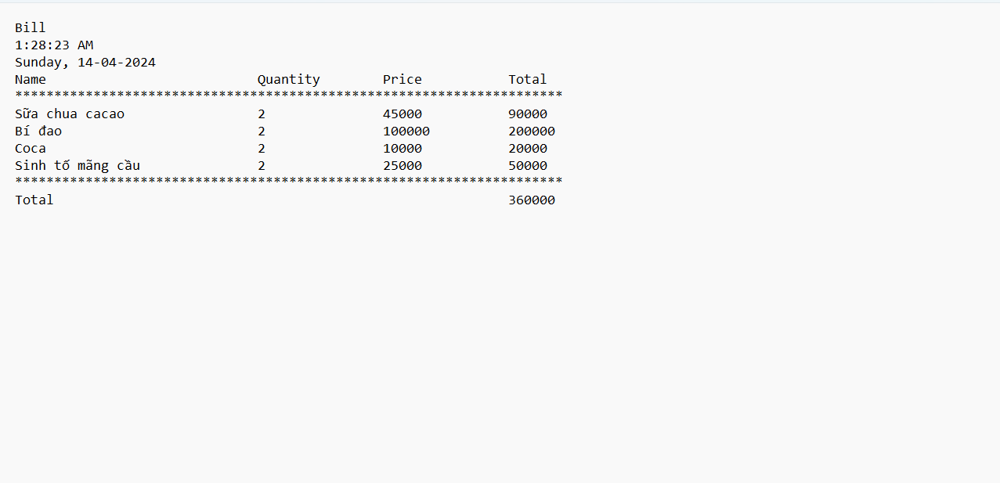 Bill
1:28:23 AM
Sunday, 14-04-2024
Name Quantity Price Total
**********************************************************************
Sữa chua cacao 2 45000 90000
Bí đao 2 100000 200000
Coca 2 10000 20000
Sinh tố mãng cầu 2 25000 50000
**********************************************************************
Total 360000